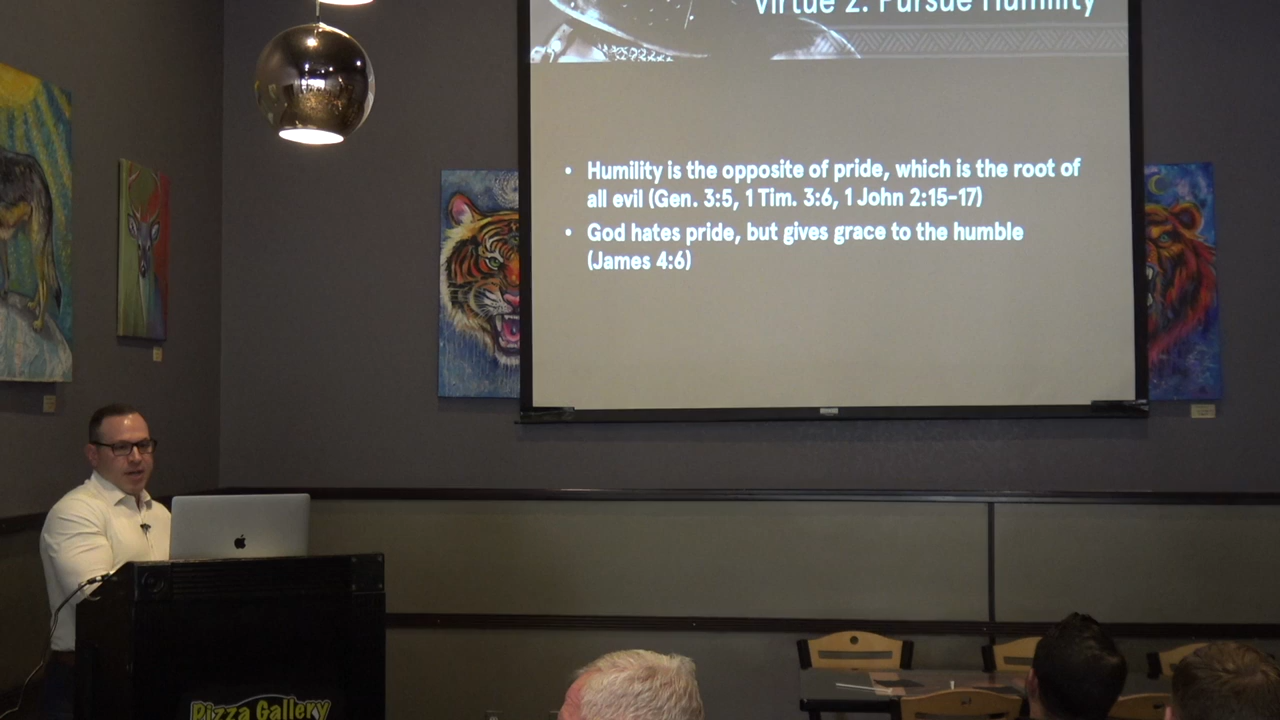 Virtue 2: Pursue Humility
• Humility is the opposite of pride, which is the root of
all evil (Gen. 3:5, 1 Tim. 3:6, 1 John 2:15-17)
• God hates pride, but gives grace to the humble
(James 4:6)
Pizza Gallery